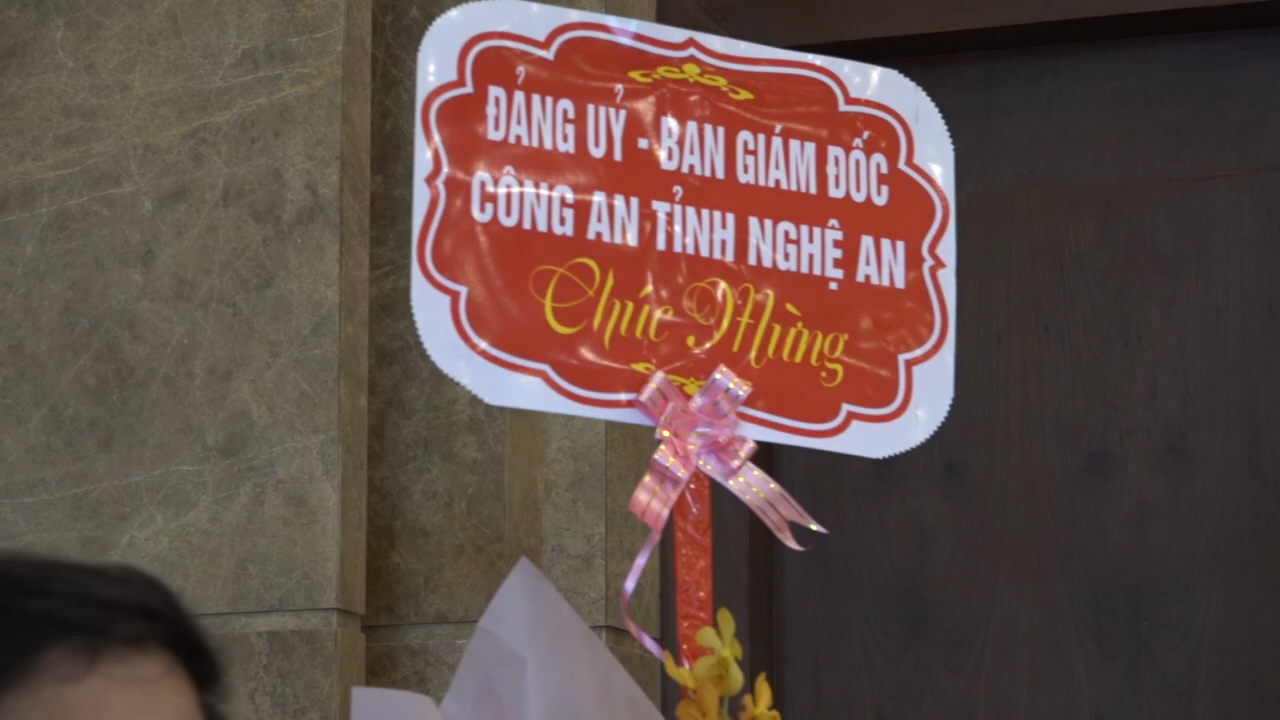 ĐẢNG UỶ - BAN GIÁM ĐỐC
CÔNG AN TỈNH NGHỆ AN
Chúc Mừng